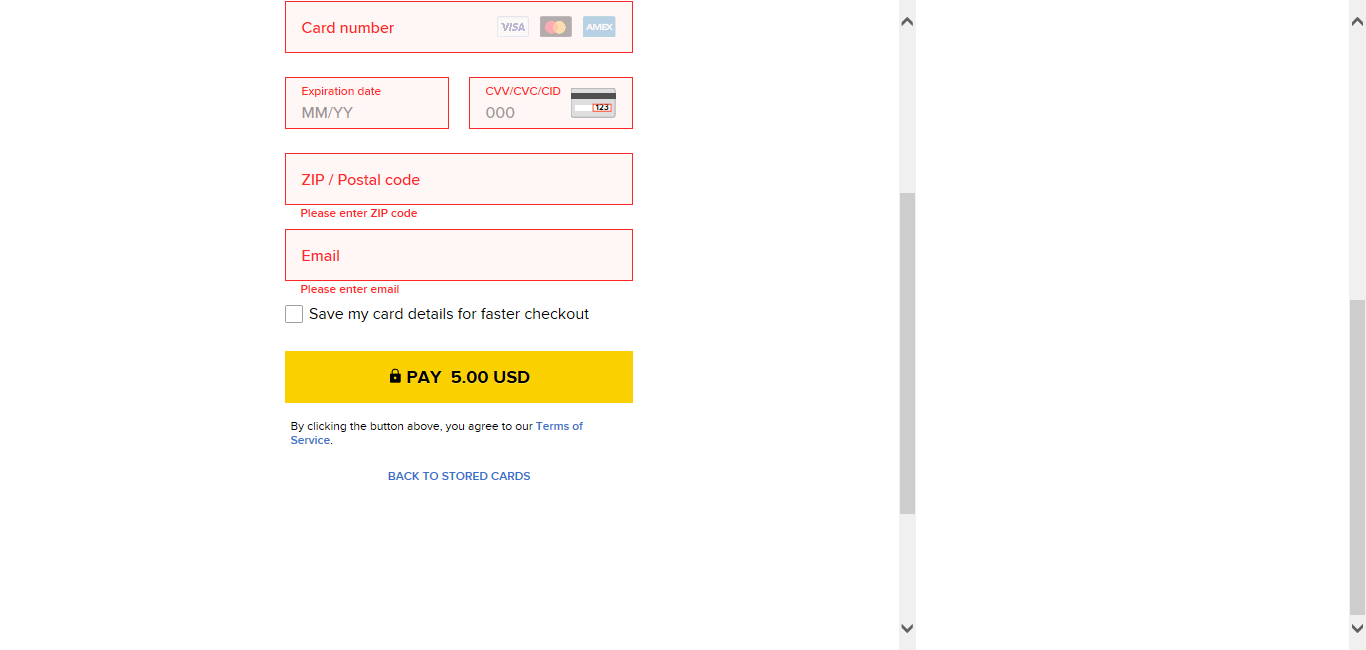 Card number VISA AMEX
Expiration date
MM/YY
CVV/CVC/CID
000
123
ZIP / Postal code
Please enter ZIP code
Email
Please enter email
Save my card details for faster checkout
PAY 5.00 USD
By clicking the button above, you agree to our Terms of
Service.
BACK TO STORED CARDS